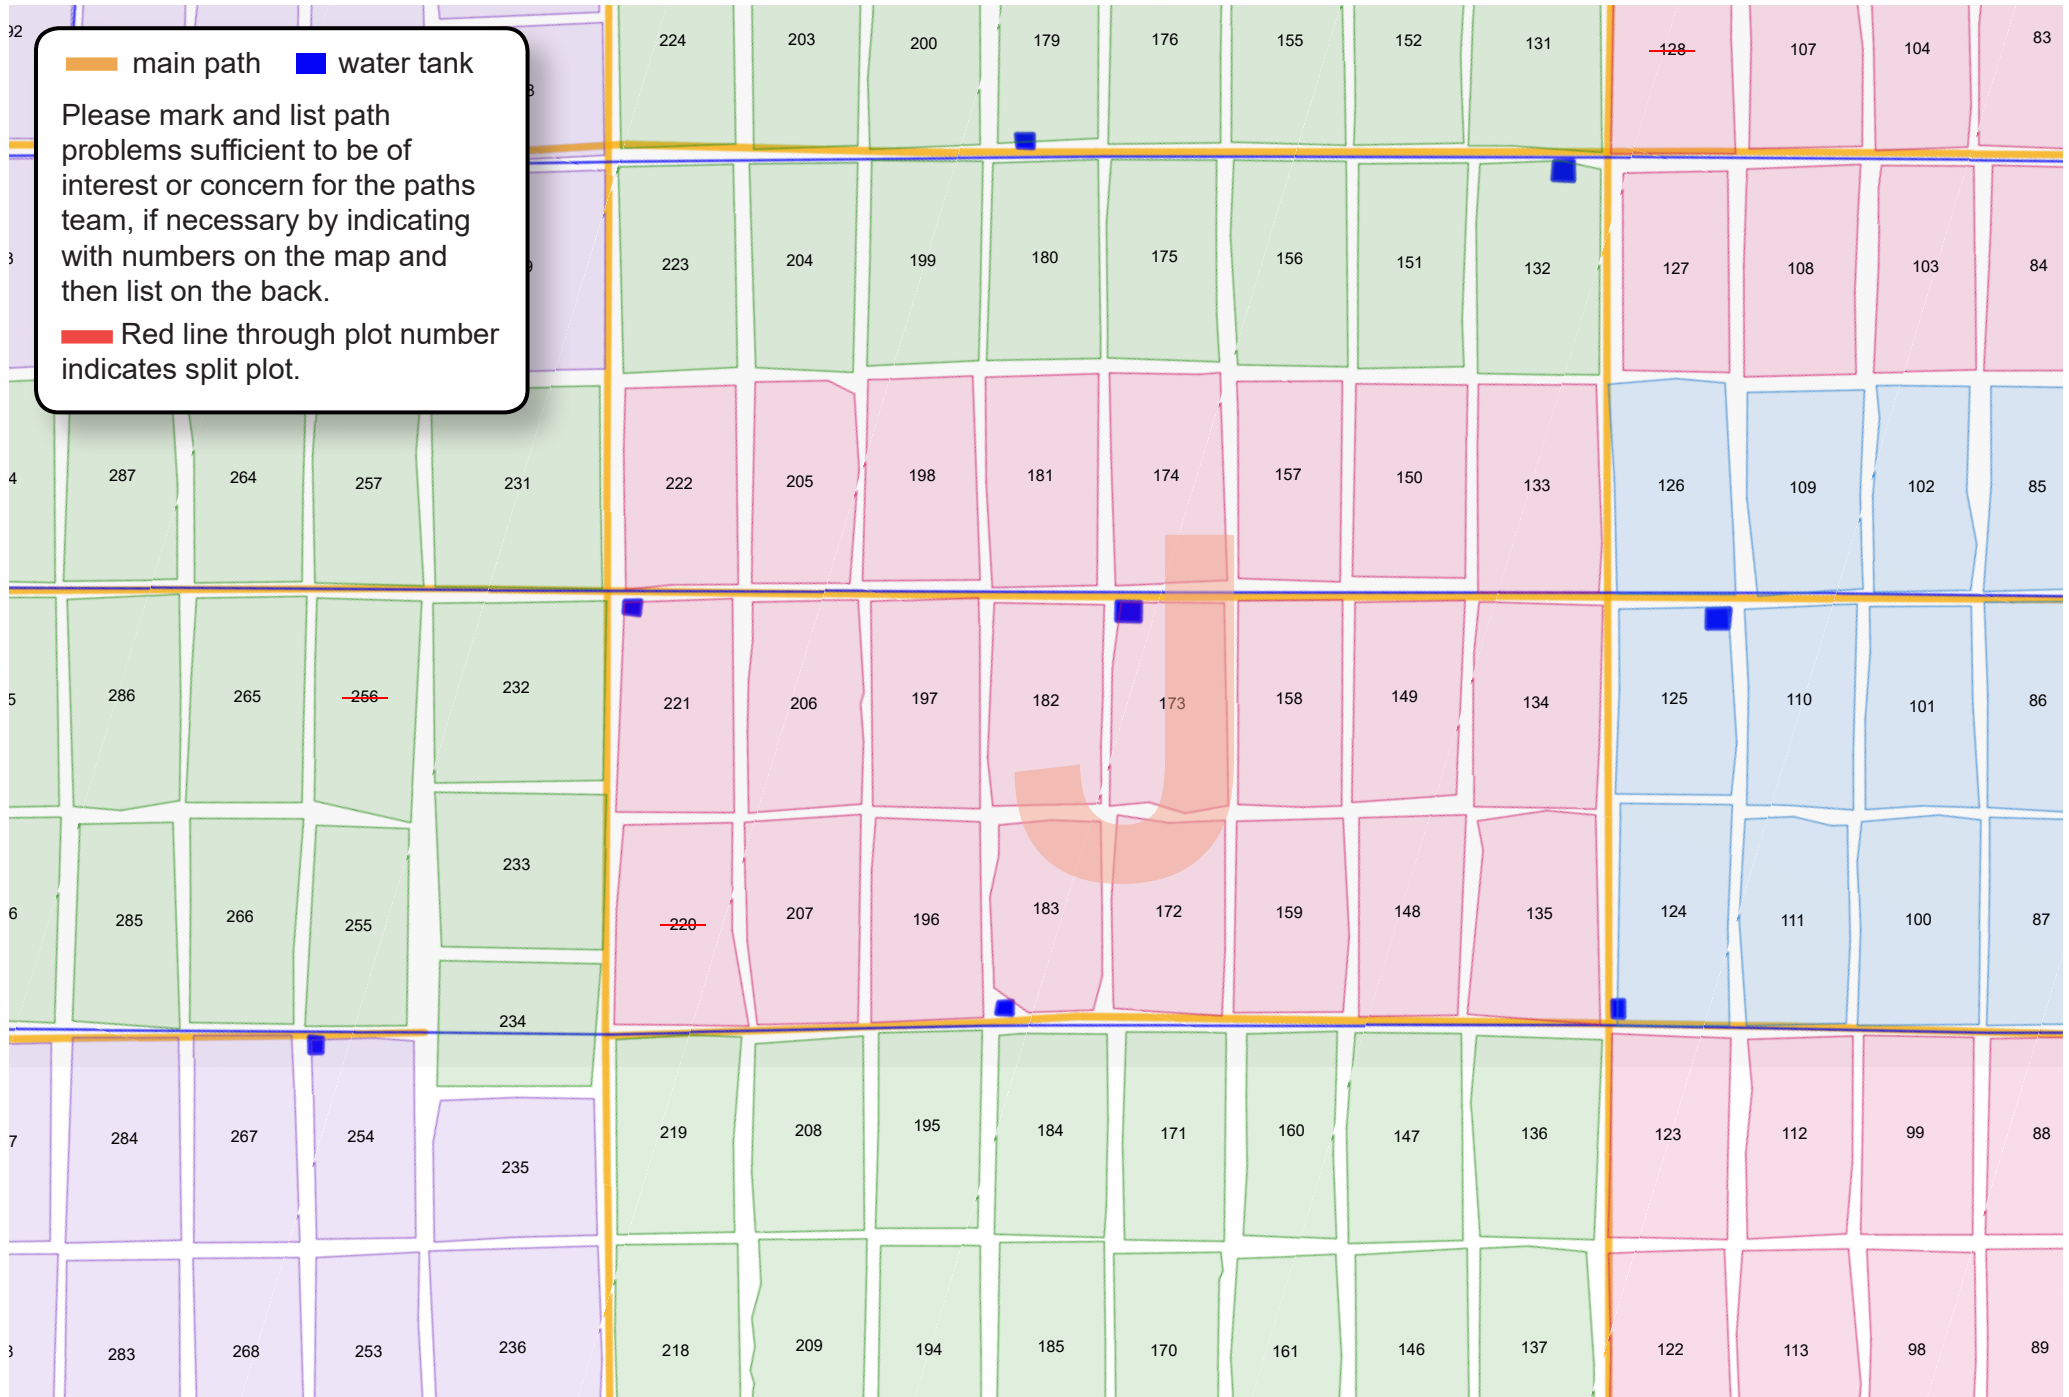 224 203 200 179 176 155 152 131 128 107 104 83
main path water tank
Please mark and list path
problems sufficient to be of
interest or concern for the paths
team, if necessary by indicating
with numbers on the map and
then list on the back.
Red line through plot number
indicates split plot.
223 204 199 180 175 156 151 132 127 108 103 84
287 264 257 231 222 205 198 181 174 157 150 133 126 109 102 85
J
286 265 256 232 221 206 197 182 173 158 149 134 125 110 101 86
285 266 255 233 220 207 196 183 172 159 148 135 124 111 100 87
234
284 267 254 235 219 208 195 184 171 160 147 136 123 112 99 88
283 268 253 236 218 209 194 185 170 161 146 137 122 113 98 89